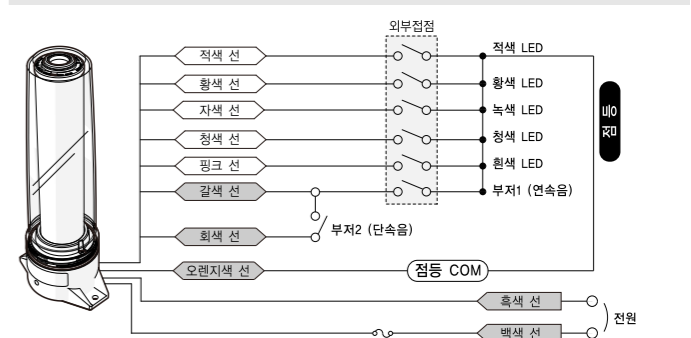 외부접점
적색 선
적색 LED
황색 선
황색 LED
자색 선
녹색 LED
청색 선
청색 LED
핑크 선
흰색 LED
갈색 선
부저1 (연속음)
부저2 (단속음)
회색 선
오렌지색 선
점등 COM
점등
흑색 선
전원
백색 선